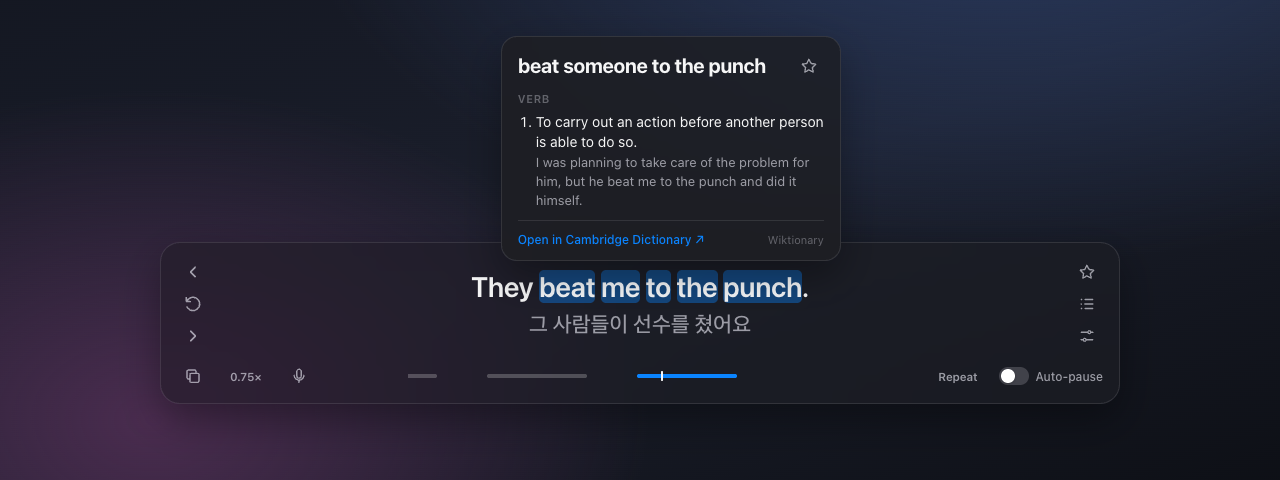 beat someone to the punch
VERB
1. To carry out an action before another person
is able to do so.
I was planning to take care of the problem for
him, but he beat me to the punch and did it
himself.
Open in Cambridge Dictionary ↗
Wiktionary
They beat me to the punch.
그 사람들이 선수를 쳤어요
0.75×
Repeat
Auto-pause